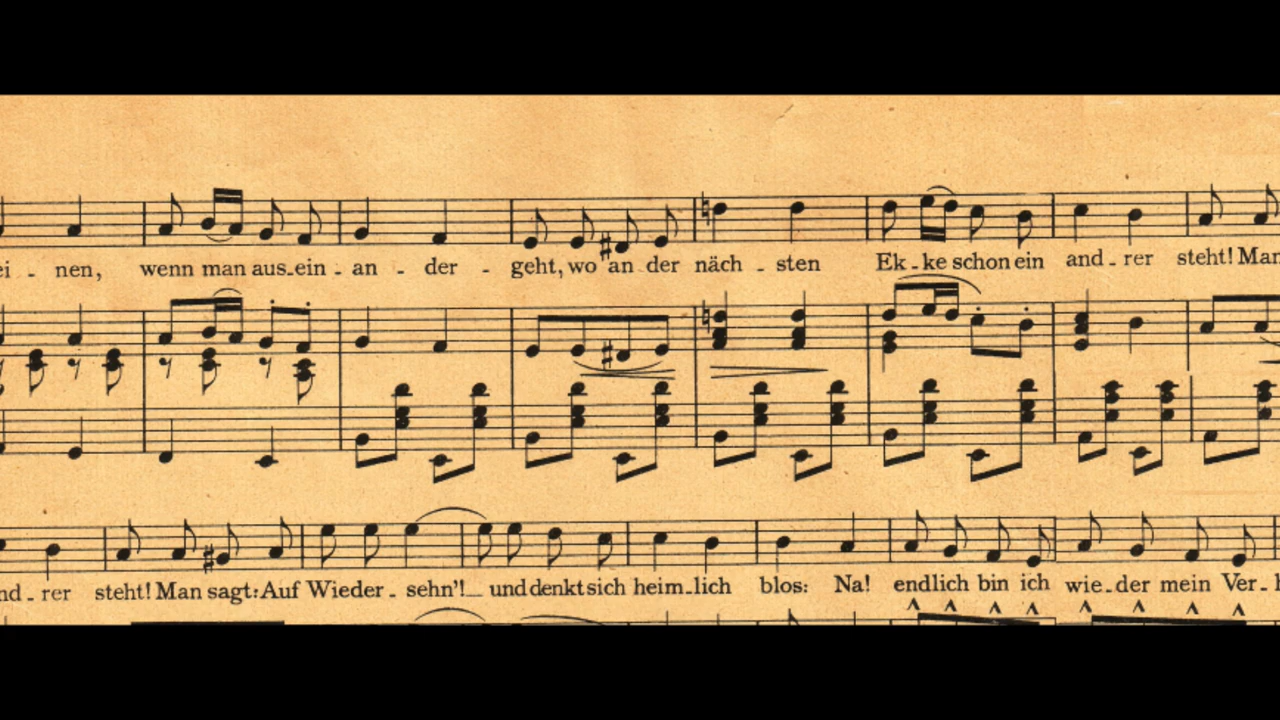 ei - nen, wenn man aus-ein - an - der - geht, wo an der näch - sten Ek - ke schon ein and - rer steht! Man
nd - rer steht! Man sagt: Auf Wieder - sehn'! und denkt sich heim-lich blos: Na! endlich bin ich wie-der mein Ver -